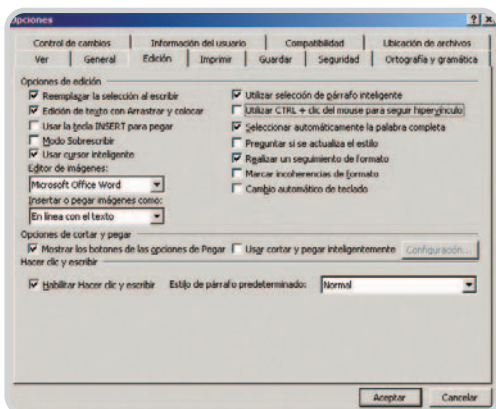 Opciones
Control de cambios Información del usuario Compatibilidad Ubicación de archivos
Ver General Edición Imprimir Guardar Seguridad Ortografía y gramática
Opciones de edición
Reemplazar la selección al escribir
Edición de texto con Arrastrar y colocar
Usar la tecla INSERT para pegar
Modo Sobrescribir
Usar cursor inteligente
Editor de imágenes:
Microsoft Office Word
Insertar o pegar imágenes como:
En línea con el texto
Utilizar selección de párrafo inteligente
Utilizar CTRL + clic del mouse para seguir hipervínculo
Seleccionar automáticamente la palabra completa
Preguntar si se actualiza el estilo
Realizar un seguimiento de formato
Marcar incoherencias de formato
Cambio automático de teclado
Opciones de cortar y pegar
Mostrar los botones de las opciones de Pegar Usar cortar y pegar inteligentemente Configuración...
Hacer clic y escribir
Habilitar Hacer clic y escribir Estilo de párrafo predeterminado: Normal
Aceptar Cancelar